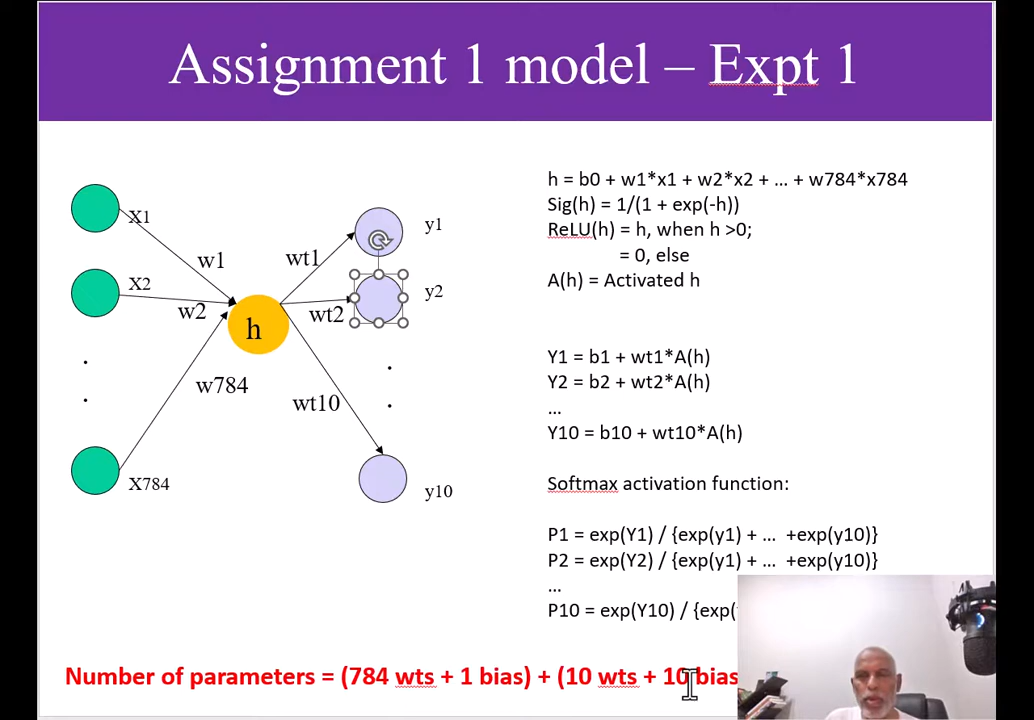 Assignment 1 model – Expt 1
X1
X2
.
.
X784
w1
w2
w784
h
wt1
wt2
wt10
y1
y2
.
.
y10
h = b0 + w1*x1 + w2*x2 + ... + w784*x784
Sig(h) = 1/(1 + exp(-h))
ReLU(h) = h, when h >0;
= 0, else
A(h) = Activated h
Y1 = b1 + wt1*A(h)
Y2 = b2 + wt2*A(h)
...
Y10 = b10 + wt10*A(h)
Softmax activation function:
P1 = exp(Y1) / {exp(y1) + ... +exp(y10)}
P2 = exp(Y2) / {exp(y1) + ... +exp(y10)}
...
P10 = exp(Y10) / {exp(
Number of parameters = (784 wts + 1 bias) + (10 wts + 10 bias